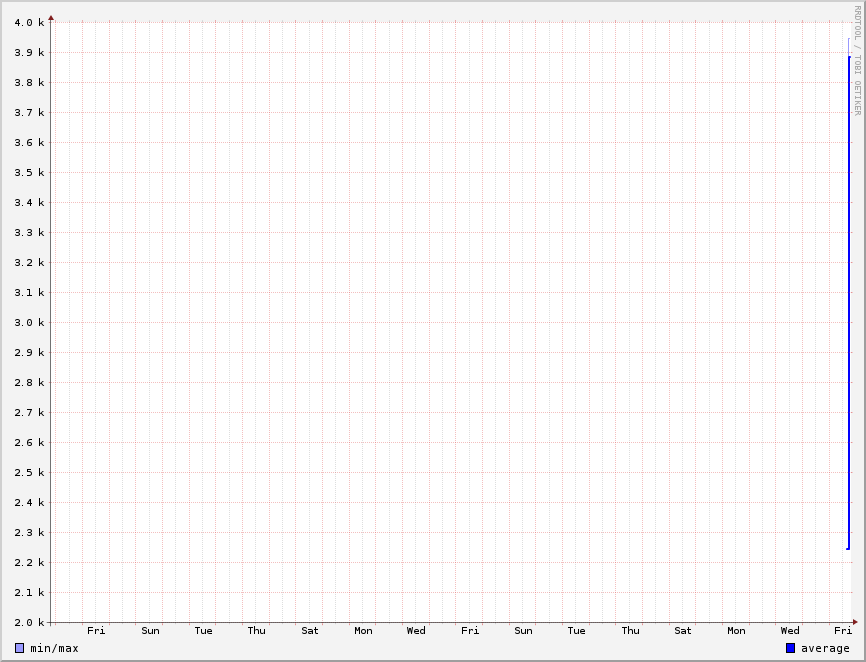 RRDTOOL / TOBI OETIKER
4.0 k
3.9 k
3.8 k
3.7 k
3.6 k
3.5 k
3.4 k
3.3 k
3.2 k
3.1 k
3.0 k
2.9 k
2.8 k
2.7 k
2.6 k
2.5 k
2.4 k
2.3 k
2.2 k
2.1 k
2.0 k
Fri Sun Tue Thu Sat Mon Wed Fri Sun Tue Thu Sat Mon Wed Fri
min/max average